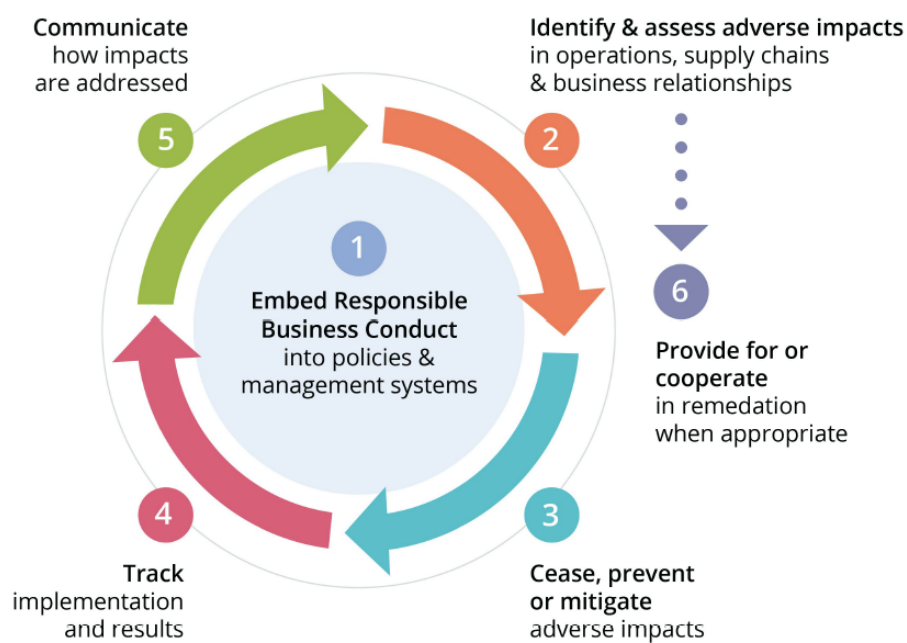 Communicate
how impacts
are addressed
5
Identify & assess adverse impacts
in operations, supply chains
& business relationships
2
1
Embed Responsible
Business Conduct
into policies &
management systems
6
Provide for or
cooperate
in remedation
when appropriate
4
Track
implementation
and results
3
Cease, prevent
or mitigate
adverse impacts